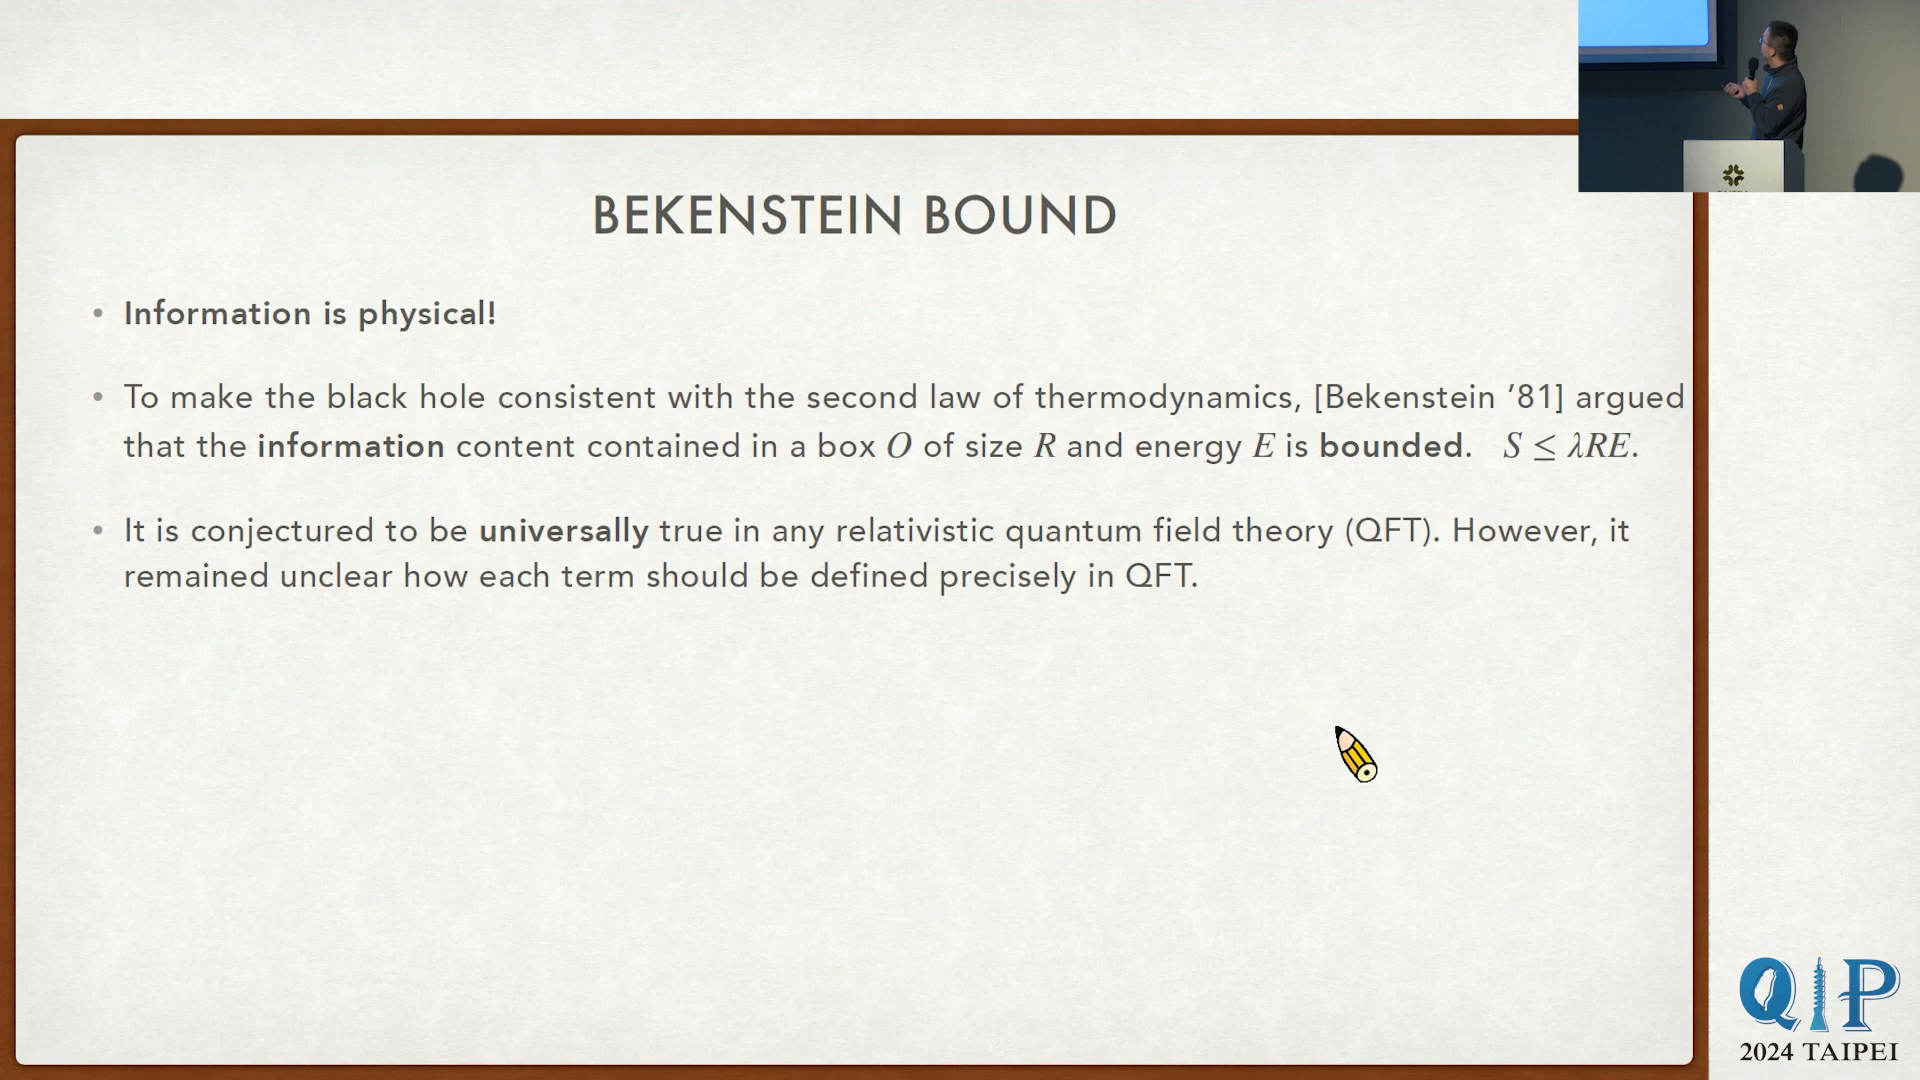 BEKENSTEIN BOUND
• Information is physical!
• To make the black hole consistent with the second law of thermodynamics, [Bekenstein ’81] argued
that the information content contained in a box O of size R and energy E is bounded. S ≤ λRE.
• It is conjectured to be universally true in any relativistic quantum field theory (QFT). However, it
remained unclear how each term should be defined precisely in QFT.
QIP
2024 TAIPEI